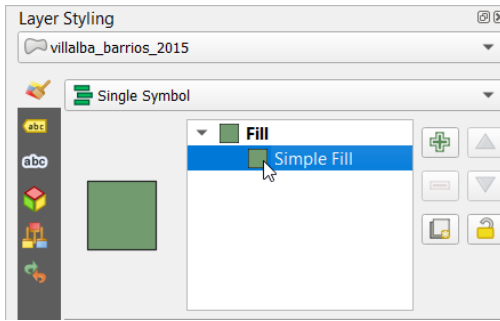 Layer Styling
villalba_barrios_2015
Single Symbol
abc
abc
Fill
Simple Fill